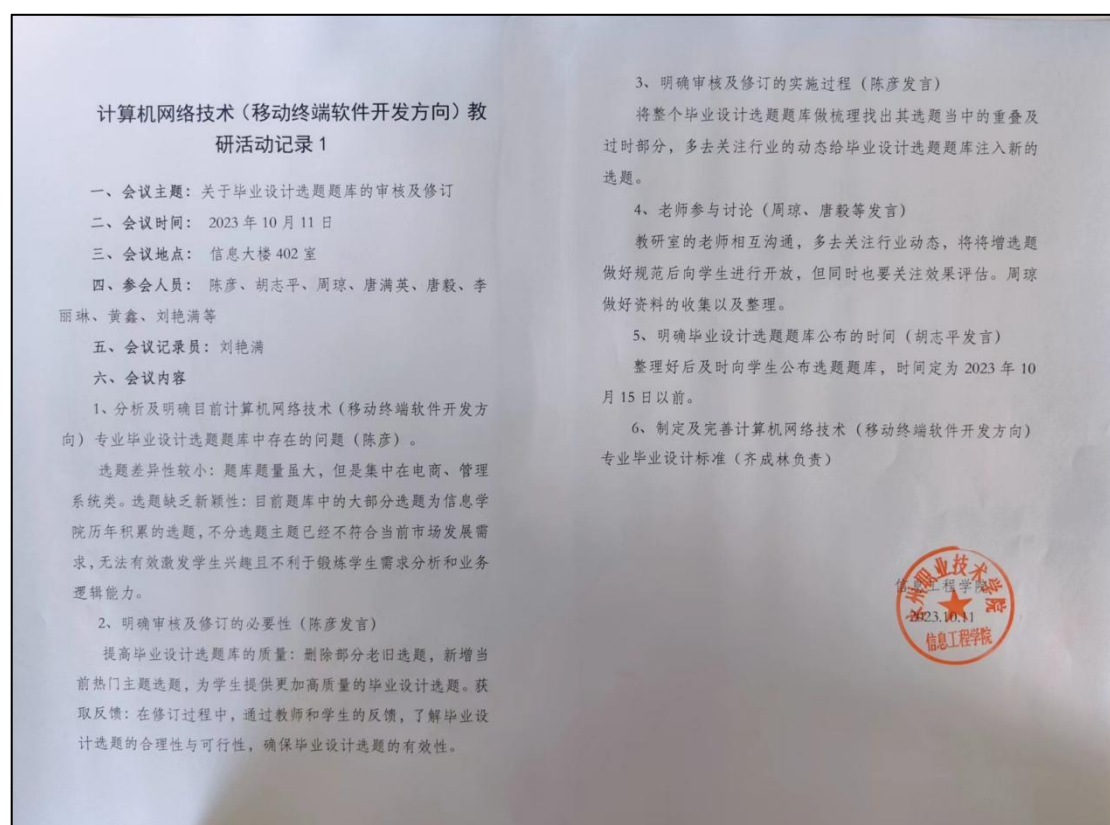 计算机网络技术（移动终端软件开发方向）教
研活动记录 1
一、会议主题：关于毕业设计选题题库的审核及修订
二、会议时间： 2023 年 10 月 11 日
三、会议地点： 信息大楼 402 室
四、参会人员： 陈彦、胡志平、周琼、唐满英、唐毅、李
丽琳、黄鑫、刘艳满等
五、会议记录员：刘艳满
六、会议内容
1、分析及明确目前计算机网络技术（移动终端软件开发方
向）专业毕业设计选题题库中存在的问题（陈彦）。
选题差异性较小：题库题量虽大，但是集中在电商、管理
系统类。选题缺乏新颖性：目前题库中的大部分选题为信息学
院历年积累的选题，不分选题主题已经不符合当前市场发展需
求，无法有效激发学生兴趣且不利于锻炼学生需求分析和业务
逻辑能力。
2、明确审核及修订的必要性（陈彦发言）
提高毕业设计选题库的质量：删除部分老旧选题，新增当
前热门主题选题，为学生提供更加高质量的毕业设计选题。获
取反馈：在修订过程中，通过教师和学生的反馈，了解毕业设
计选题的合理性与可行性，确保毕业设计选题的有效性。
3、明确审核及修订的实施过程（陈彦发言）
将整个毕业设计选题题库做梳理找出其选题当中的重叠及
过时部分，多去关注行业的动态给毕业设计选题题库注入新的
选题。
4、老师参与讨论（周琼、唐毅等发言）
教研室的老师相互沟通，多去关注行业动态，将将增选题
做好规范后向学生进行开放，但同时也要关注效果评估。周琼
做好资料的收集以及整理。
5、明确毕业设计选题题库公布的时间（胡志平发言）
整理好后及时向学生公布选题题库，时间定为 2023 年 10
月 15 日以前。
6、制定及完善计算机网络技术（移动终端软件开发方向）
专业毕业设计标准（齐成林负责）
信息工程学院
2023.10.11
州职业技术学院
信息工程学院